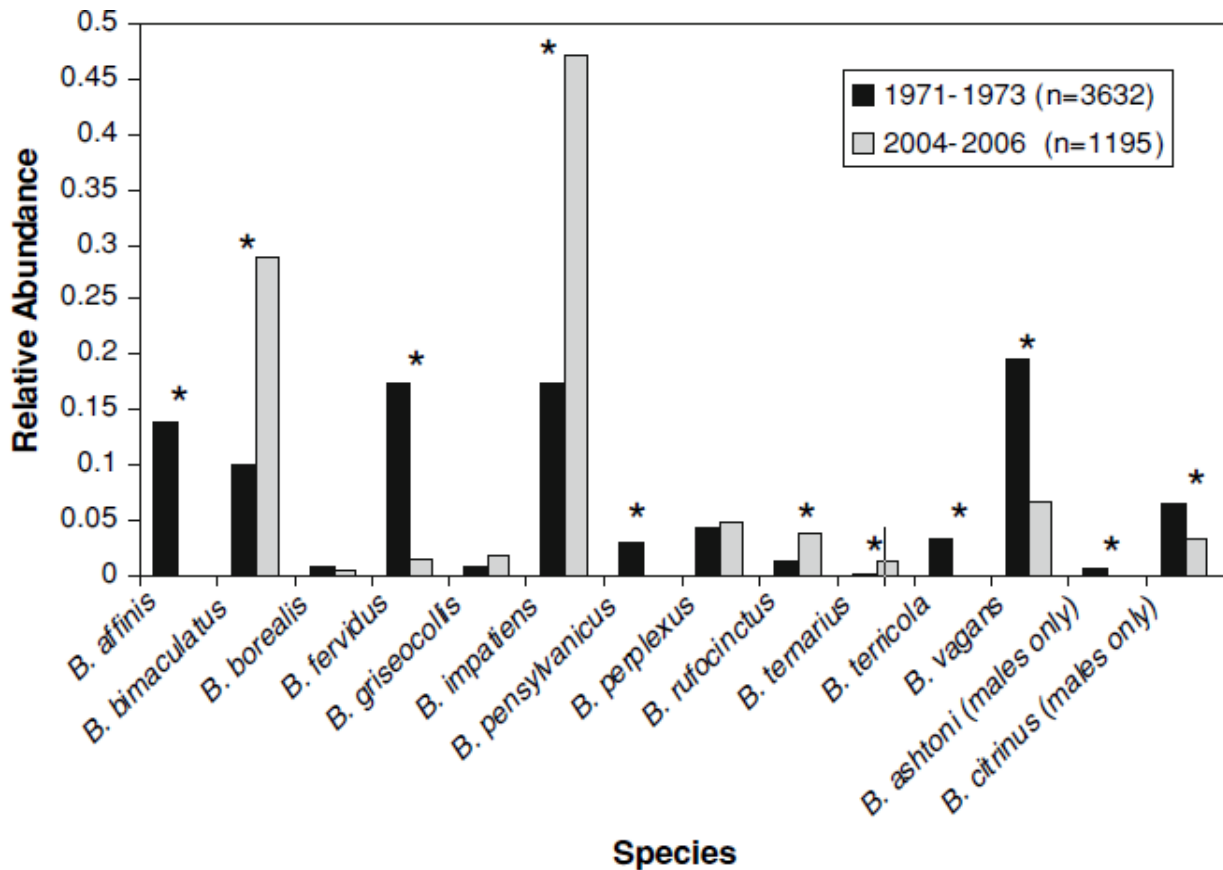 0.5
0.45
0.4
0.35
0.3
0.25
0.2
0.15
0.1
0.05
0
Relative Abundance
1971-1973 (n=3632)
2004-2006 (n=1195)
*
*
*
*
*
*
*
*
*
*
*
B. affinis
B. bimaculatus
B. borealis
B. fervidus
B. griseocollis
B. impatiens
B. pensylvanicus
B. perplexus
B. rufocinctus
B. ternarius
B. terricola
B. vagans
B. ashtoni (males only)
B. citrinus (males only)
Species